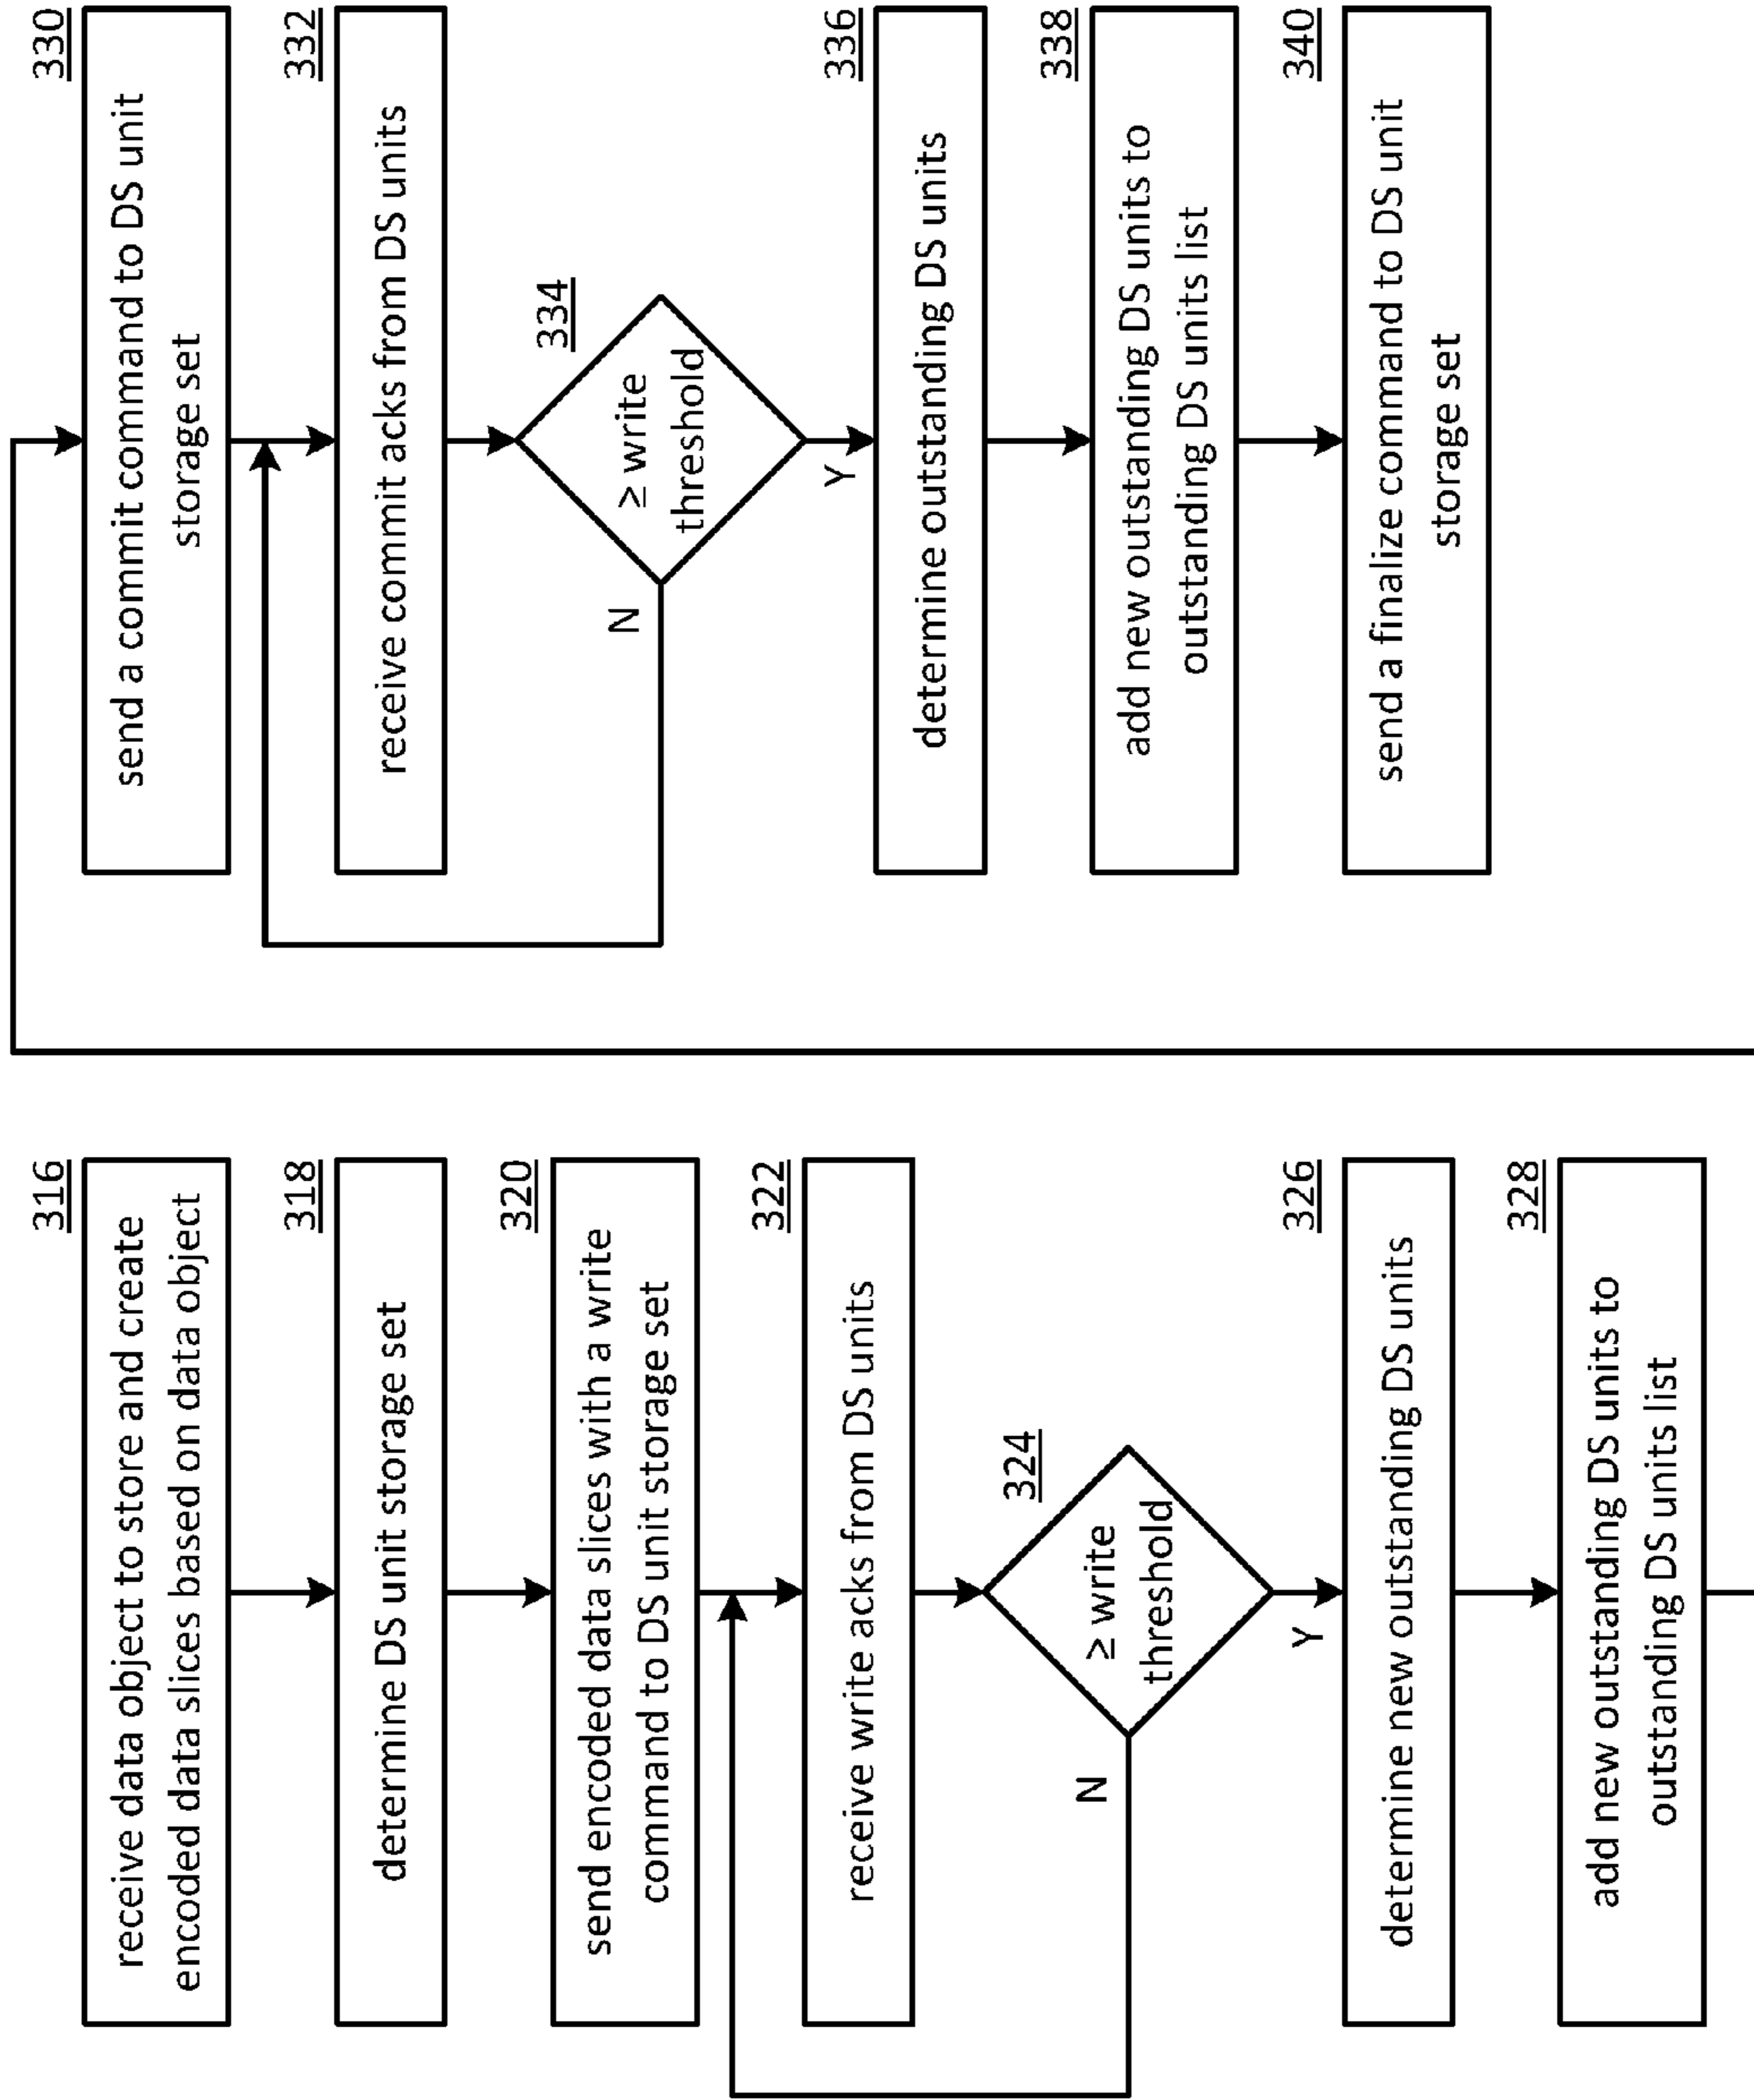 316
receive data object to store and create
encoded data slices based on data object
318
determine DS unit storage set
320
send encoded data slices with a write
command to DS unit storage set
322
receive write acks from DS units
324
≥ write
threshold
N
Y
326
determine new outstanding DS units
328
add new outstanding DS units to
outstanding DS units list
330
send a commit command to DS unit
storage set
332
receive commit acks from DS units
334
≥ write
threshold
N
Y
336
determine outstanding DS units
338
add new outstanding DS units to
outstanding DS units list
340
send a finalize command to DS unit
storage set